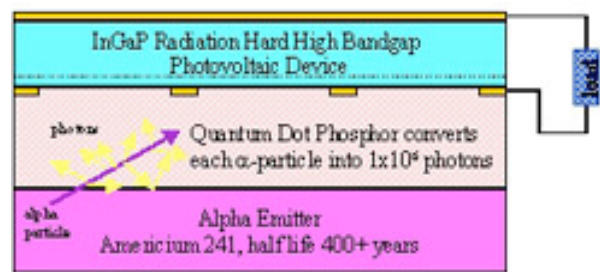 InGaP Radiation Hard High Bandgap
Photovoltaic Device
load
photons
Quantum Dot Phosphor converts
each α-particle into 1x10⁶ photons
alpha
particle
Alpha Emitter
Americium 241, half life 400+ years